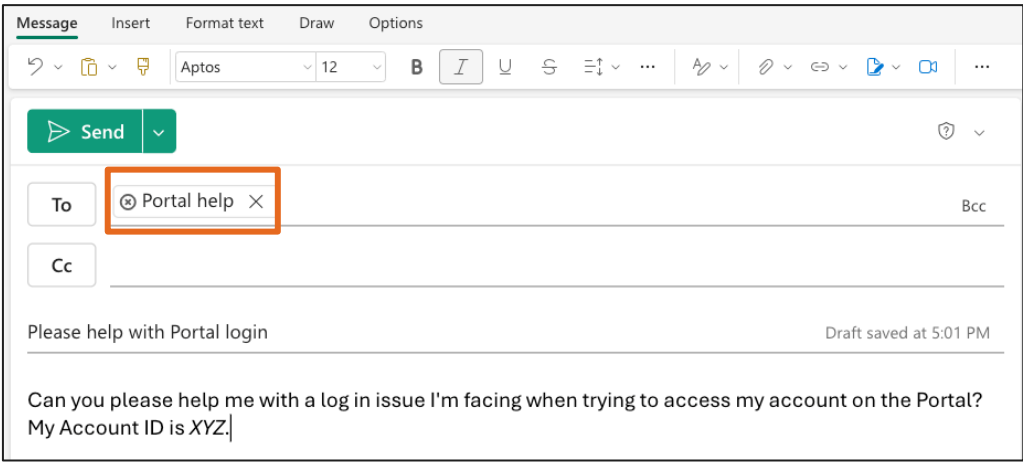 Message Insert Format text Draw Options
Aptos 12 B I U S ... ...
Send
To Portal help Bcc
Cc
Please help with Portal login Draft saved at 5:01 PM
Can you please help me with a log in issue I'm facing when trying to access my account on the Portal?
My Account ID is XYZ.